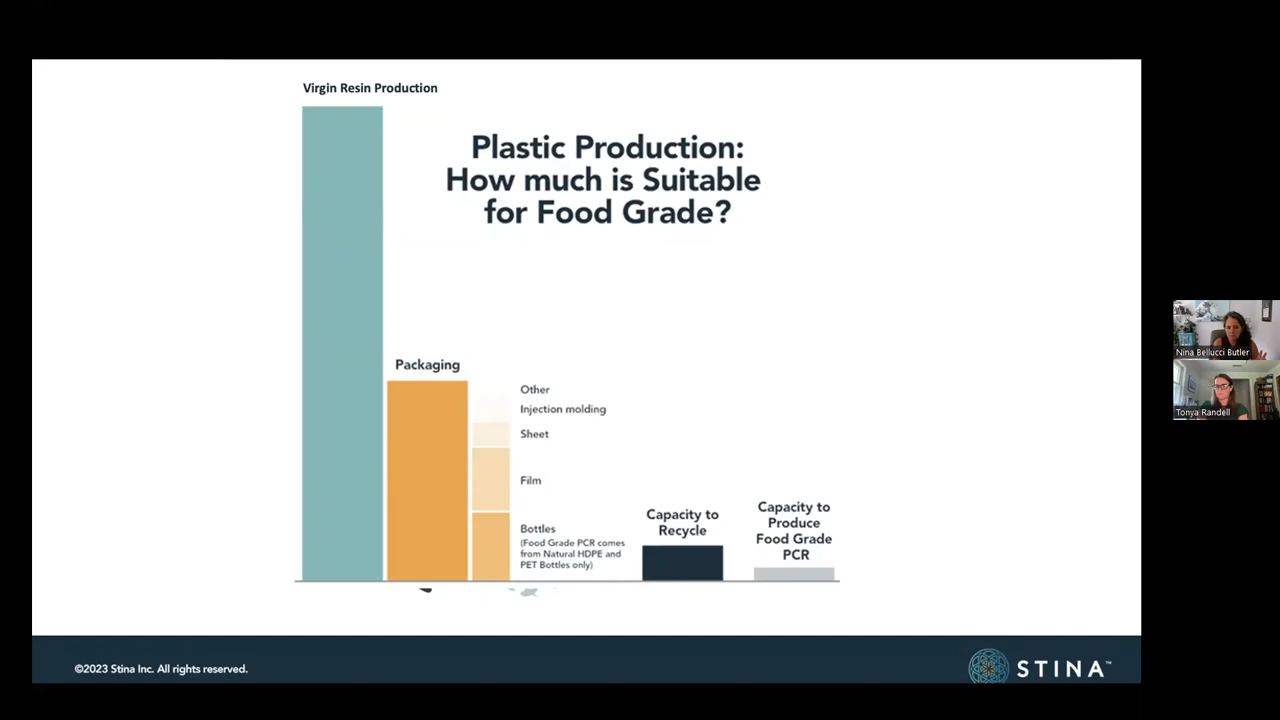 Virgin Resin Production
Plastic Production:
How much is Suitable
for Food Grade?
Packaging
Other
Injection molding
Sheet
Film
Bottles
(Food Grade PCR comes
from Natural HDPE and
PET Bottles only)
Capacity to
Recycle
Capacity to
Produce
Food Grade
PCR
Nina Bellucci Butler
Tonya Randell
©2023 Stina Inc. All rights reserved.
STINA™